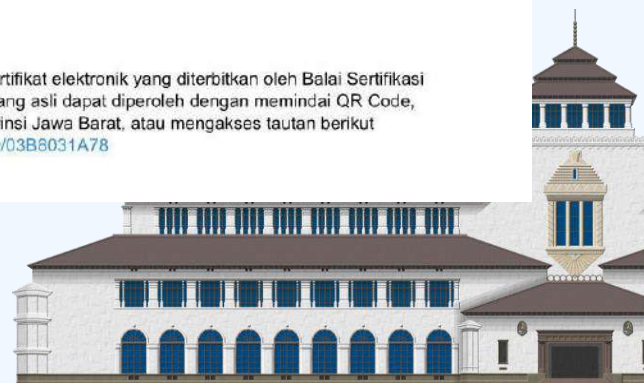 rtifikat elektronik yang diterbitkan oleh Balai Sertifikasi
ang asli dapat diperoleh dengan memindai QR Code,
insi Jawa Barat, atau mengakses tautan berikut
/03B8031A78